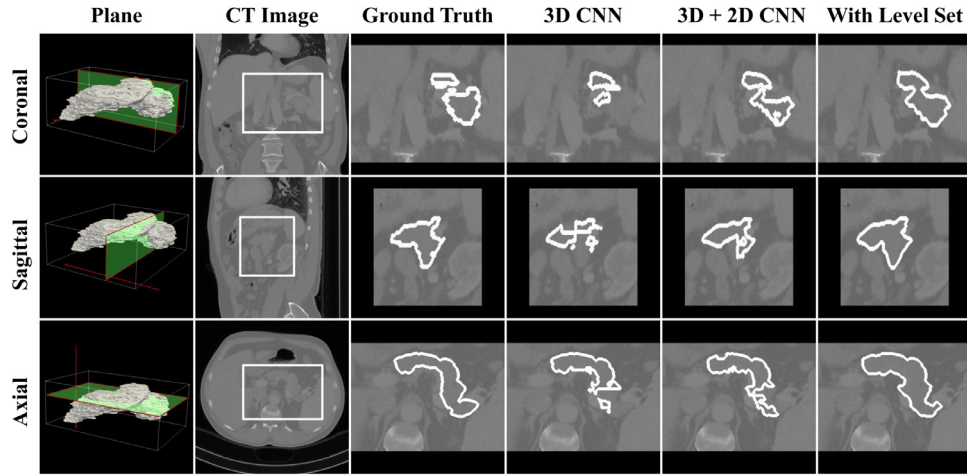 Plane CT Image Ground Truth 3D CNN 3D + 2D CNN With Level Set
Coronal
Sagittal
Axial